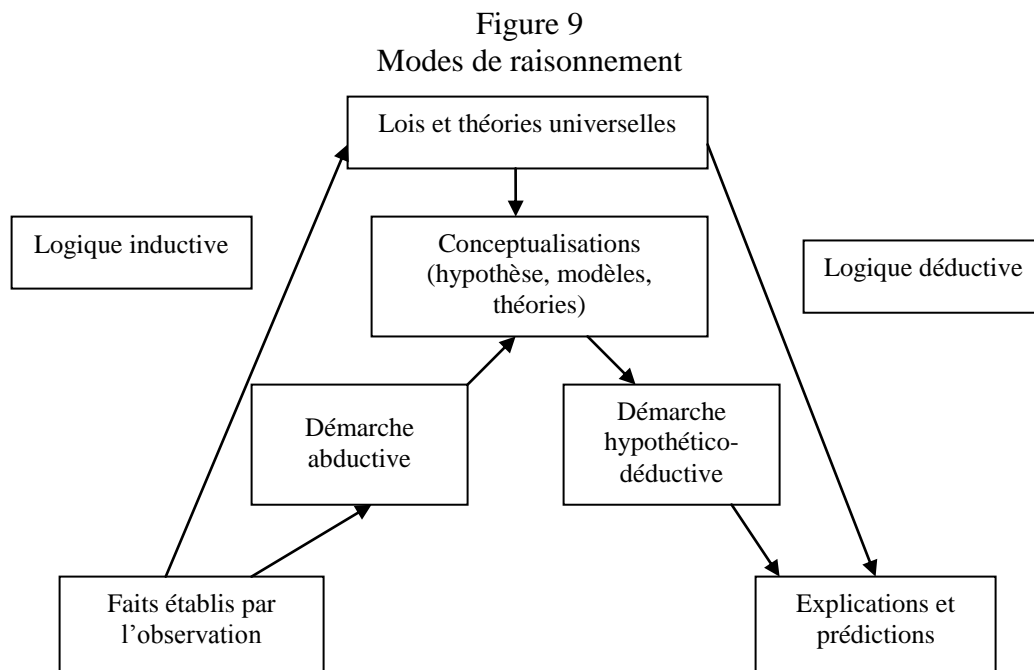 Figure 9
Modes de raisonnement
Lois et théories universelles
Logique inductive
Conceptualisations
(hypothèse, modèles,
théories)
Logique déductive
Démarche
abductive
Démarche
hypothético-
déductive
Faits établis par
l’observation
Explications et
prédictions